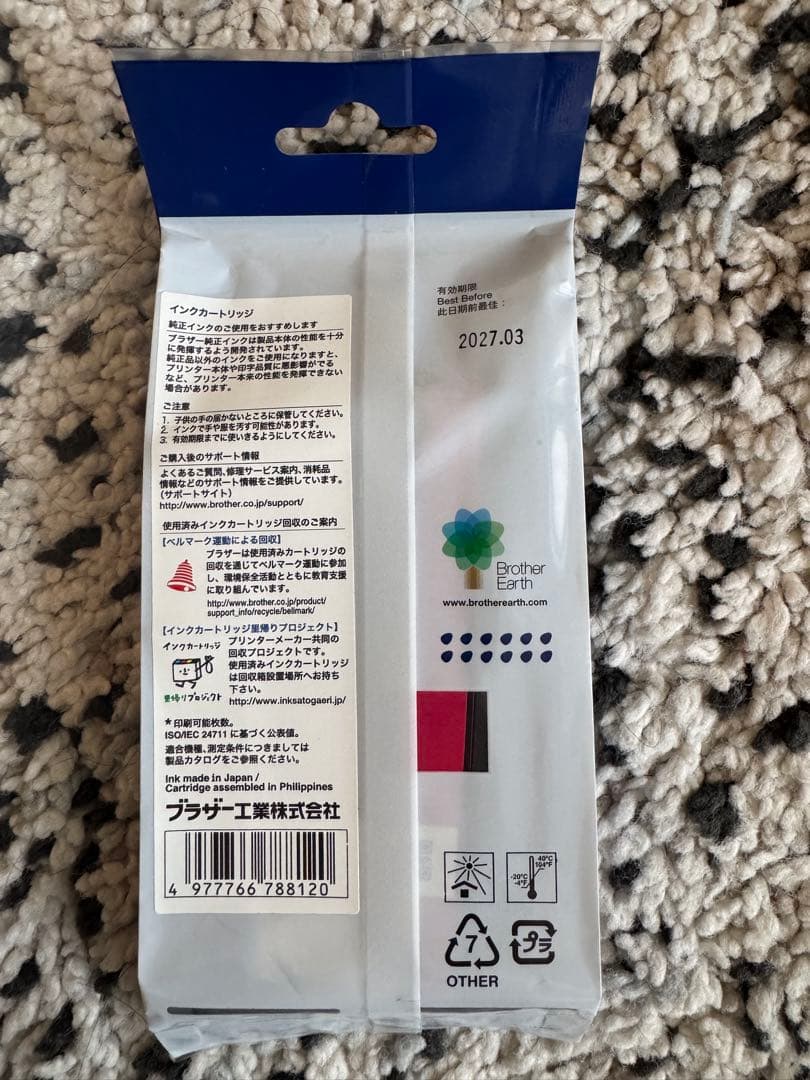 インクカートリッジ
純正インクのご使用をおすすめします
ブラザー純正インクは製品本体の性能を十分
に発揮するよう開発されています。
純正品以外のインクをご使用になりますと、
プリンター本体や印字品質に悪影響がでる
など、プリンター本来の性能を発揮できない
場合があります。
ご注意
1. 子供の手の届かないところに保管してください。
2. インクで手や服を汚す可能性があります。
3. 有効期限までに使いきるようにしてください。
ご購入後のサポート情報
よくあるご質問、修理サービス案内、消耗品
情報などのサポート情報をご提供しています。
(サポートサイト)
http://www.brother.co.jp/support/
使用済みインクカートリッジ回収のご案内
【ベルマーク運動による回収】
ブラザーは使用済みカートリッジの
回収を通じてベルマーク運動に参加
し、環境保全活動とともに教育支援
に取り組んでいます。
http://www.brother.co.jp/product/
support_info/recycle/bellmark/
【インクカートリッジ里帰りプロジェクト】
インクカートリッジ
里帰りプロジェクト
プリンターメーカー共同の
回収プロジェクトです。
使用済みインクカートリッジ
は回収箱設置場所へお持ち
下さい。
http://www.inksatogaeri.jp/
*印刷可能枚数。
ISO/IEC 24711 に基づく公表値。
適合機種、測定条件につきましては
製品カタログをご参照ください。
Ink made in Japan /
Cartridge assembled in Philippines
ブラザー工業株式会社
4 977766 788120
有効期限
Best Before
此日期前最佳：
2027.03
Brother
Earth
www.brotherearth.com
40°C
104°F
-20°C
-4°F
7
プラ
OTHER